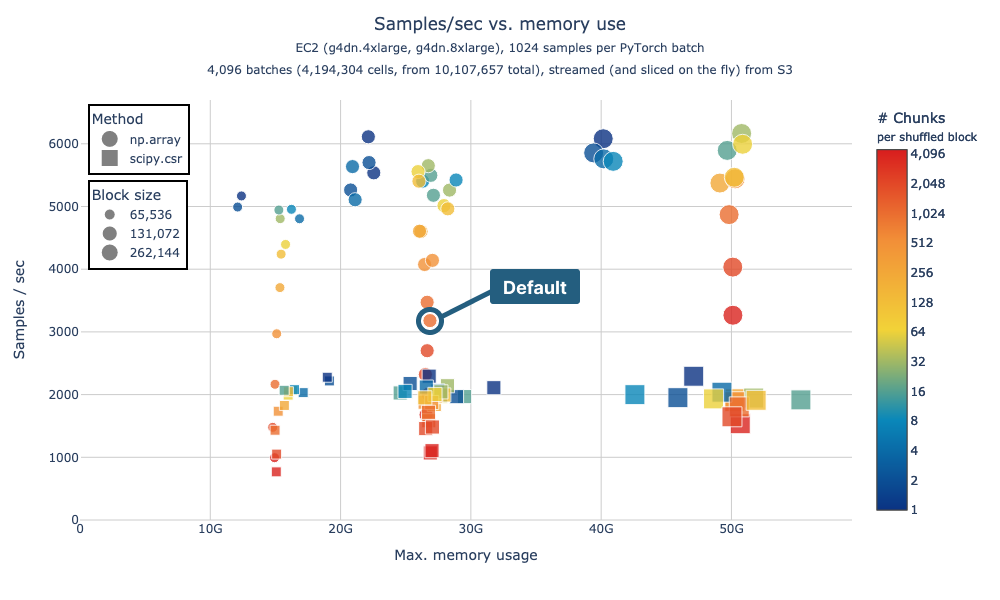 Samples/sec vs. memory use
EC2 (g4dn.4xlarge, g4dn.8xlarge), 1024 samples per PyTorch batch
4,096 batches (4,194,304 cells, from 10,107,657 total), streamed (and sliced on the fly) from S3
Method
np.array
scipy.csr
Block size
65,536
131,072
262,144
Samples / sec
6000
5000
4000
3000
2000
1000
0
Default
0
10G
20G
30G
40G
50G
Max. memory usage
# Chunks
per shuffled block
4,096
2,048
1,024
512
256
128
64
32
16
8
4
2
1